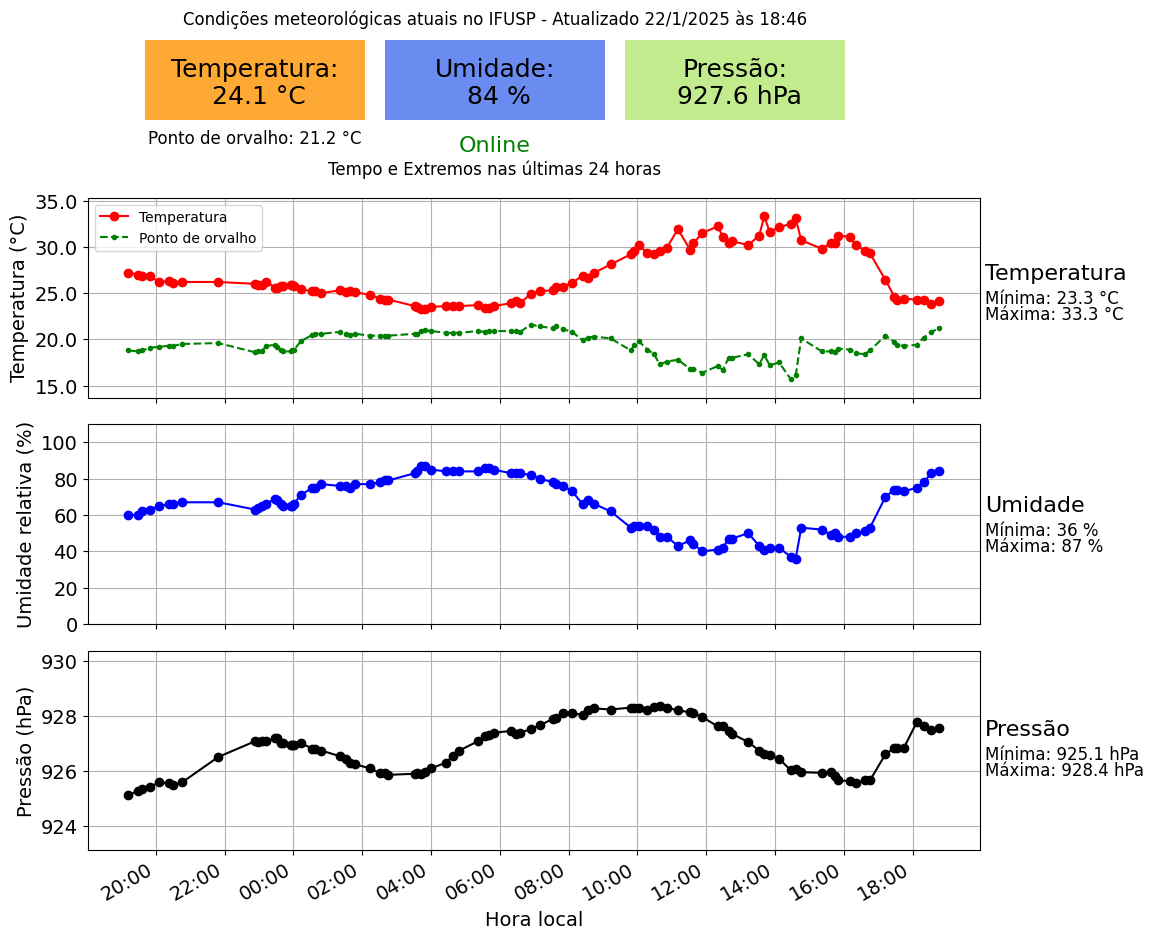 Condições meteorológicas atuais no IFUSP - Atualizado 22/1/2025 às 18:46
Temperatura:
24.1 °C
Umidade:
84 %
Pressão:
927.6 hPa
Ponto de orvalho: 21.2 °C
Online
Tempo e Extremos nas últimas 24 horas
Temperatura (°C)
35.0
30.0
25.0
20.0
15.0
Temperatura
Ponto de orvalho
Temperatura
Mínima: 23.3 °C
Máxima: 33.3 °C
Umidade relativa (%)
100
80
60
40
20
0
Umidade
Mínima: 36 %
Máxima: 87 %
Pressão (hPa)
930
928
926
924
Pressão
Mínima: 925.1 hPa
Máxima: 928.4 hPa
20:00
22:00
00:00
02:00
04:00
06:00
08:00
10:00
12:00
14:00
16:00
18:00
Hora local